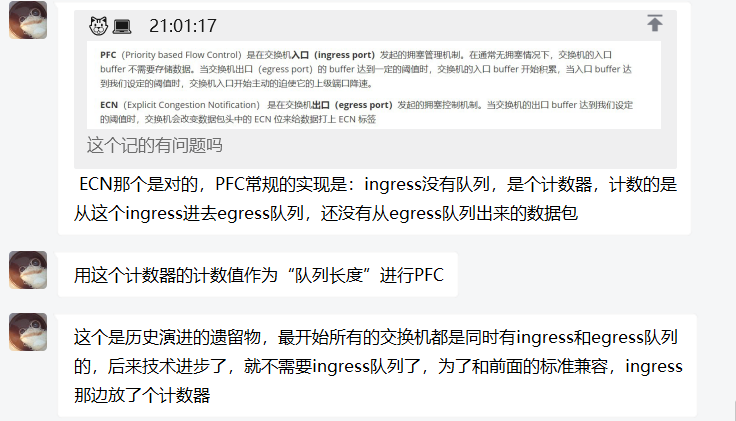 21:01:17
PFC（Priority based Flow Control）是在交换机入口（ingress port）发起的拥塞管理机制。在通常无拥塞情况下，交换机的入口
buffer 不需要存储数据。当交换机出口（egress port）的 buffer 达到一定的阈值时，交换机的入口 buffer 开始积累，当入口 buffer 达
到我们设定的阈值时，交换机入口开始主动的迫使它的上级端口降速。
ECN（Explicit Congestion Notification） 是在交换机出口（egress port）发起的拥塞控制机制。当交换机的出口 buffer 达到我们设定
的阈值时，交换机会改变数据包头中的 ECN 位来给数据打上 ECN 标签
这个记的有问题吗
ECN那个是对的，PFC常规的实现是：ingress没有队列，是个计数器，计数的是
从这个ingress进去egress队列，还没有从egress队列出来的数据包
用这个计数器的计数值作为“队列长度”进行PFC
这个是历史演进的遗留物，最开始所有的交换机都是同时有ingress和egress队列
的，后来技术进步了，就不需要ingress队列了，为了和前面的标准兼容，ingress
那边放了个计数器